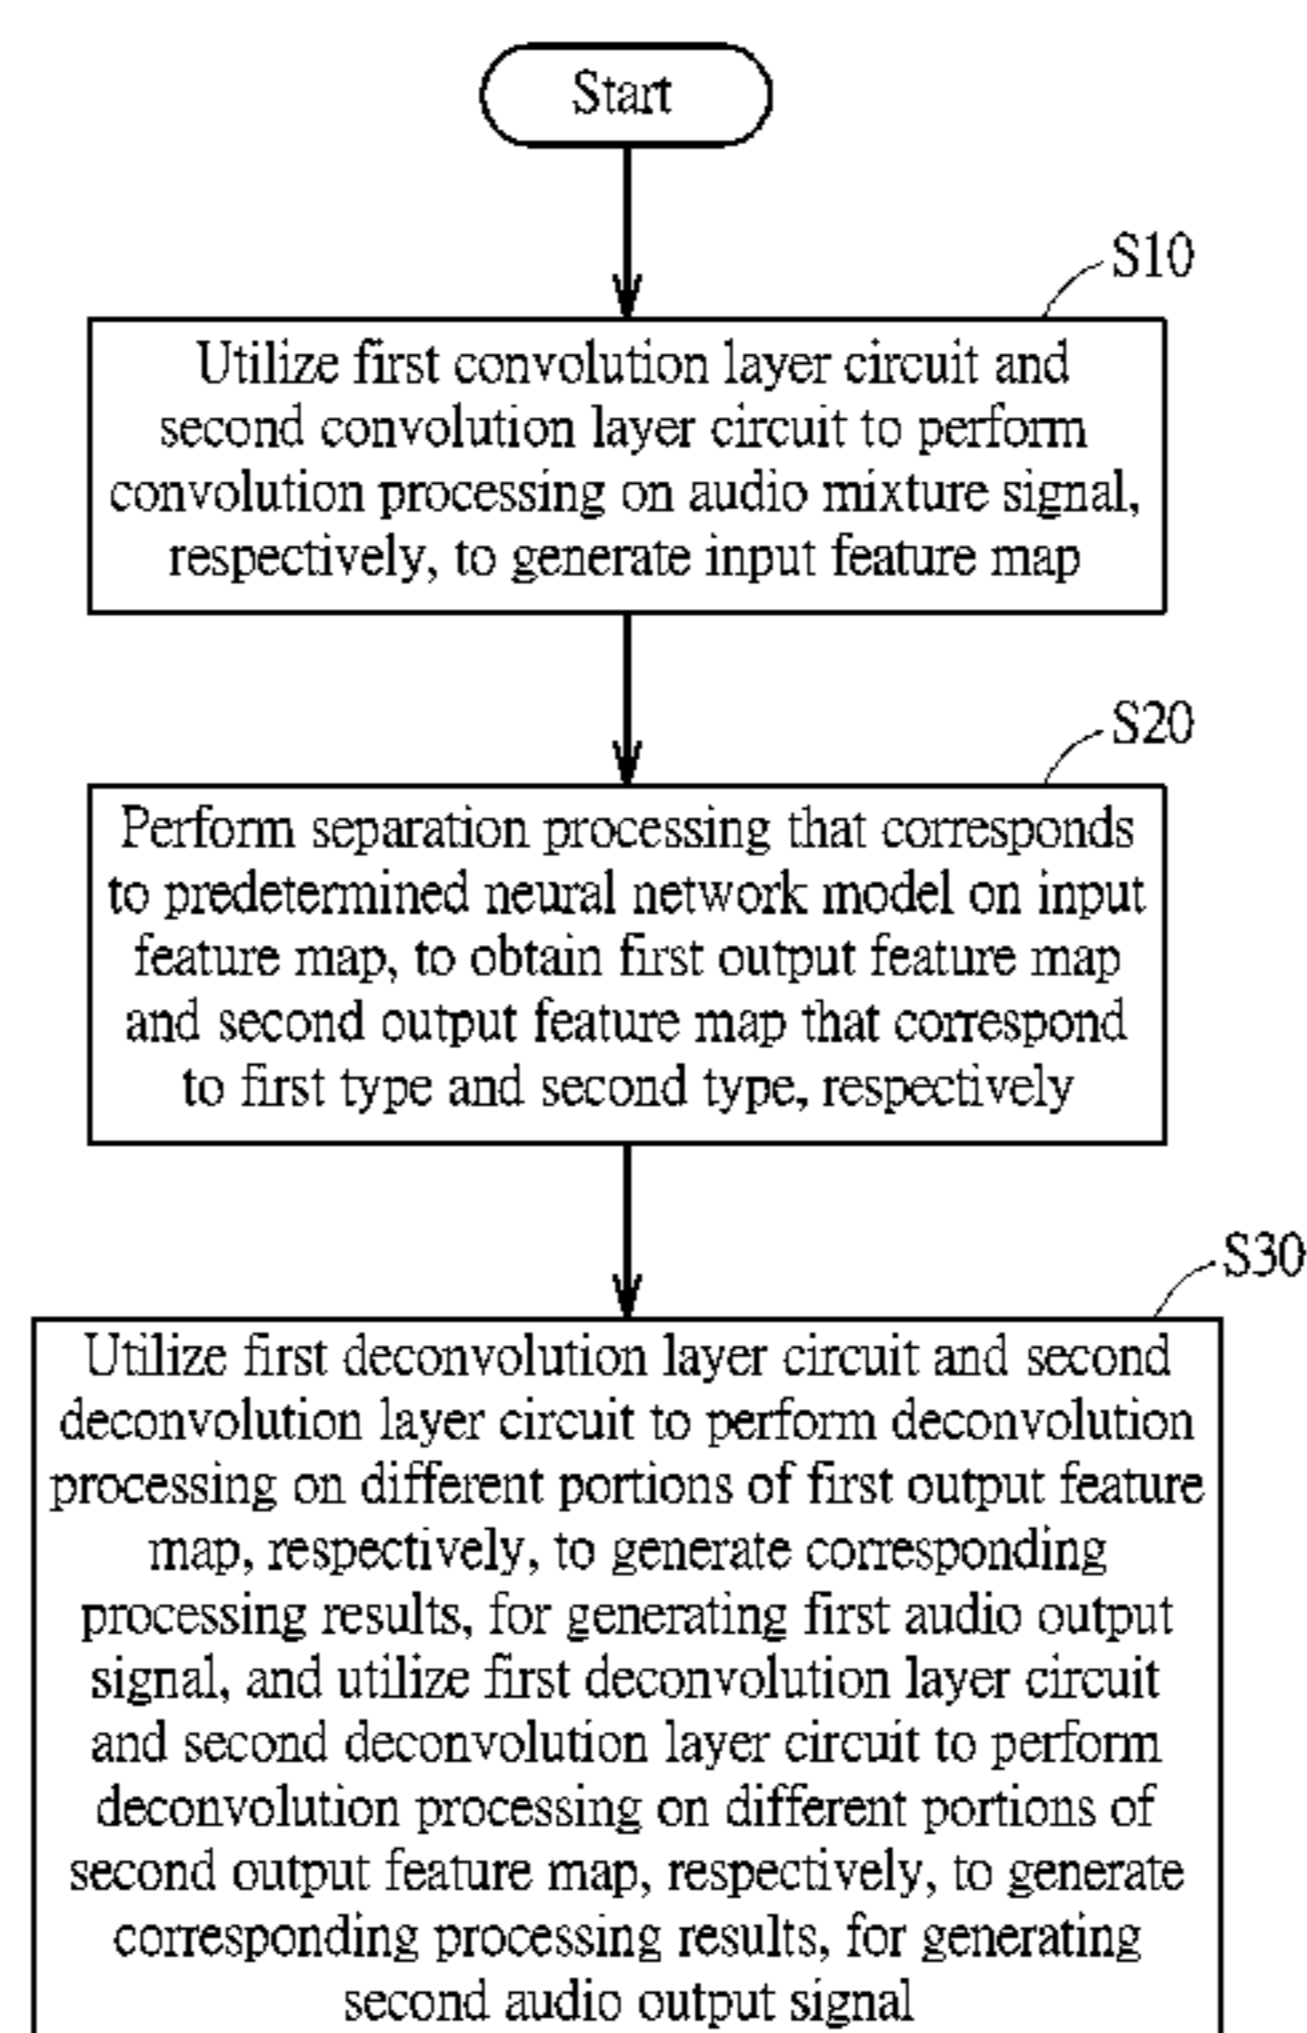 Start
S10
Utilize first convolution layer circuit and
second convolution layer circuit to perform
convolution processing on audio mixture signal,
respectively, to generate input feature map
S20
Perform separation processing that corresponds
to predetermined neural network model on input
feature map, to obtain first output feature map
and second output feature map that correspond
to first type and second type, respectively
S30
Utilize first deconvolution layer circuit and second
deconvolution layer circuit to perform deconvolution
processing on different portions of first output feature
map, respectively, to generate corresponding
processing results, for generating first audio output
signal, and utilize first deconvolution layer circuit
and second deconvolution layer circuit to perform
deconvolution processing on different portions of
second output feature map, respectively, to generate
corresponding processing results, for generating
second audio output signal